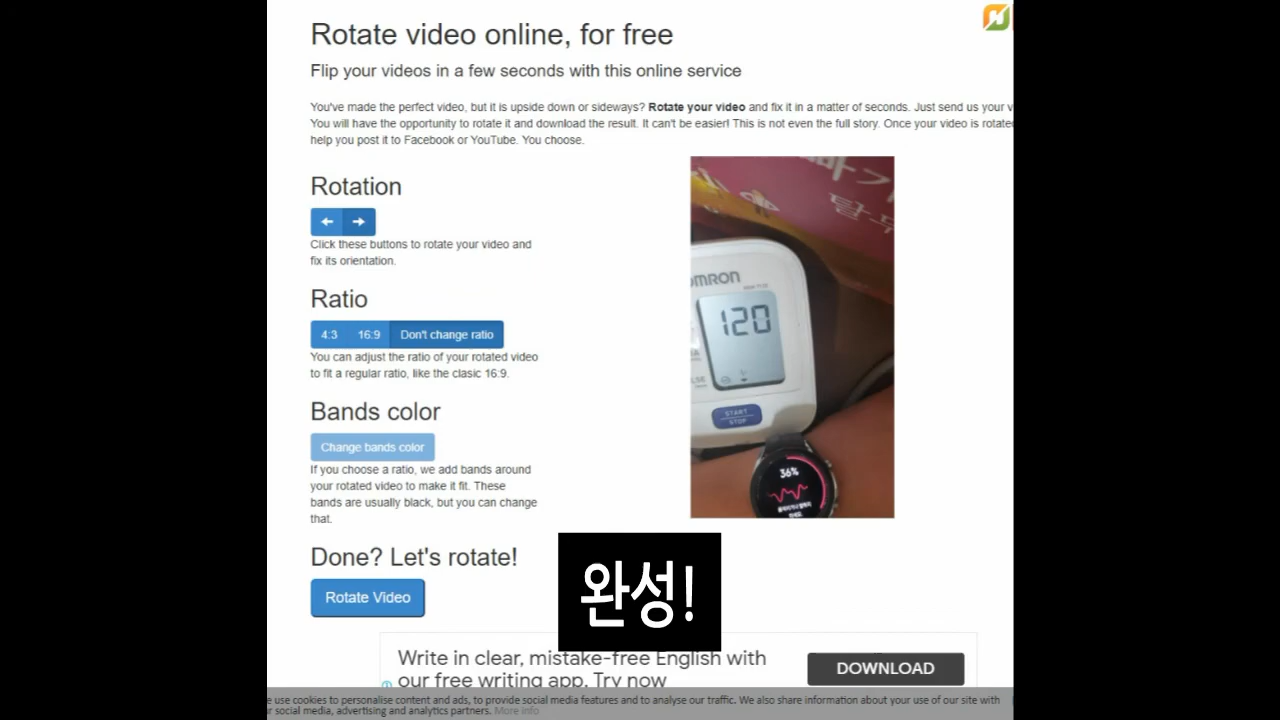 Rotate video online, for free
Flip your videos in a few seconds with this online service
You've made the perfect video, but it is upside down or sideways? Rotate your video and fix it in a matter of seconds. Just send us your v
You will have the opportunity to rotate it and download the result. It can't be easier! This is not even the full story. Once your video is rotate
help you post it to Facebook or YouTube. You choose.
Rotation
Click these buttons to rotate your video and
fix its orientation.
Ratio
4:3 16:9 Don't change ratio
You can adjust the ratio of your rotated video
to fit a regular ratio, like the clasic 16:9.
Bands color
Change bands color
If you choose a ratio, we add bands around
your rotated video to make it fit. These
bands are usually black, but you can change
that.
Done? Let's rotate!
Rotate Video
빠기
탈두
OMRON
120
START
STOP
36%
완성!
Write in clear, mistake-free English with
our free writing app. Try now
DOWNLOAD
e use cookies to personalise content and ads, to provide social media features and to analyse our traffic. We also share information about your use of our site with
r social media, advertising and analytics partners. More info